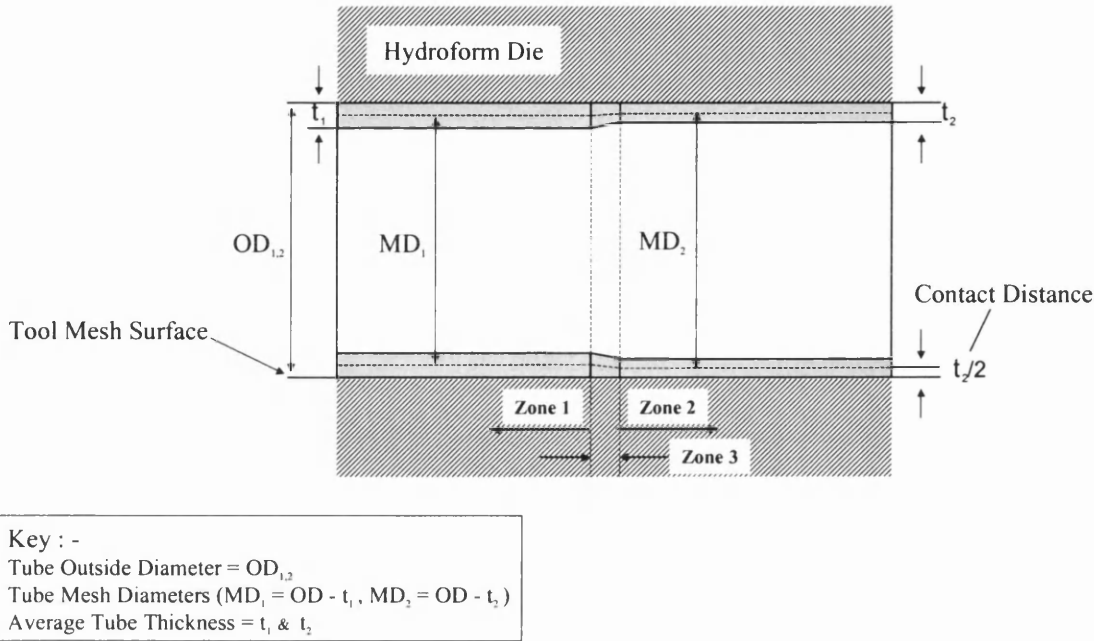 Hydroform Die
t₁
t₂
OD₁,₂
MD₁
MD₂
Contact Distance
Tool Mesh Surface
t₂/2
Zone 1
Zone 2
Zone 3
Key : -
Tube Outside Diameter = OD₁,₂
Tube Mesh Diameters (MD₁ = OD - t₁ , MD₂ = OD - t₂ )
Average Tube Thickness = t₁ & t₂